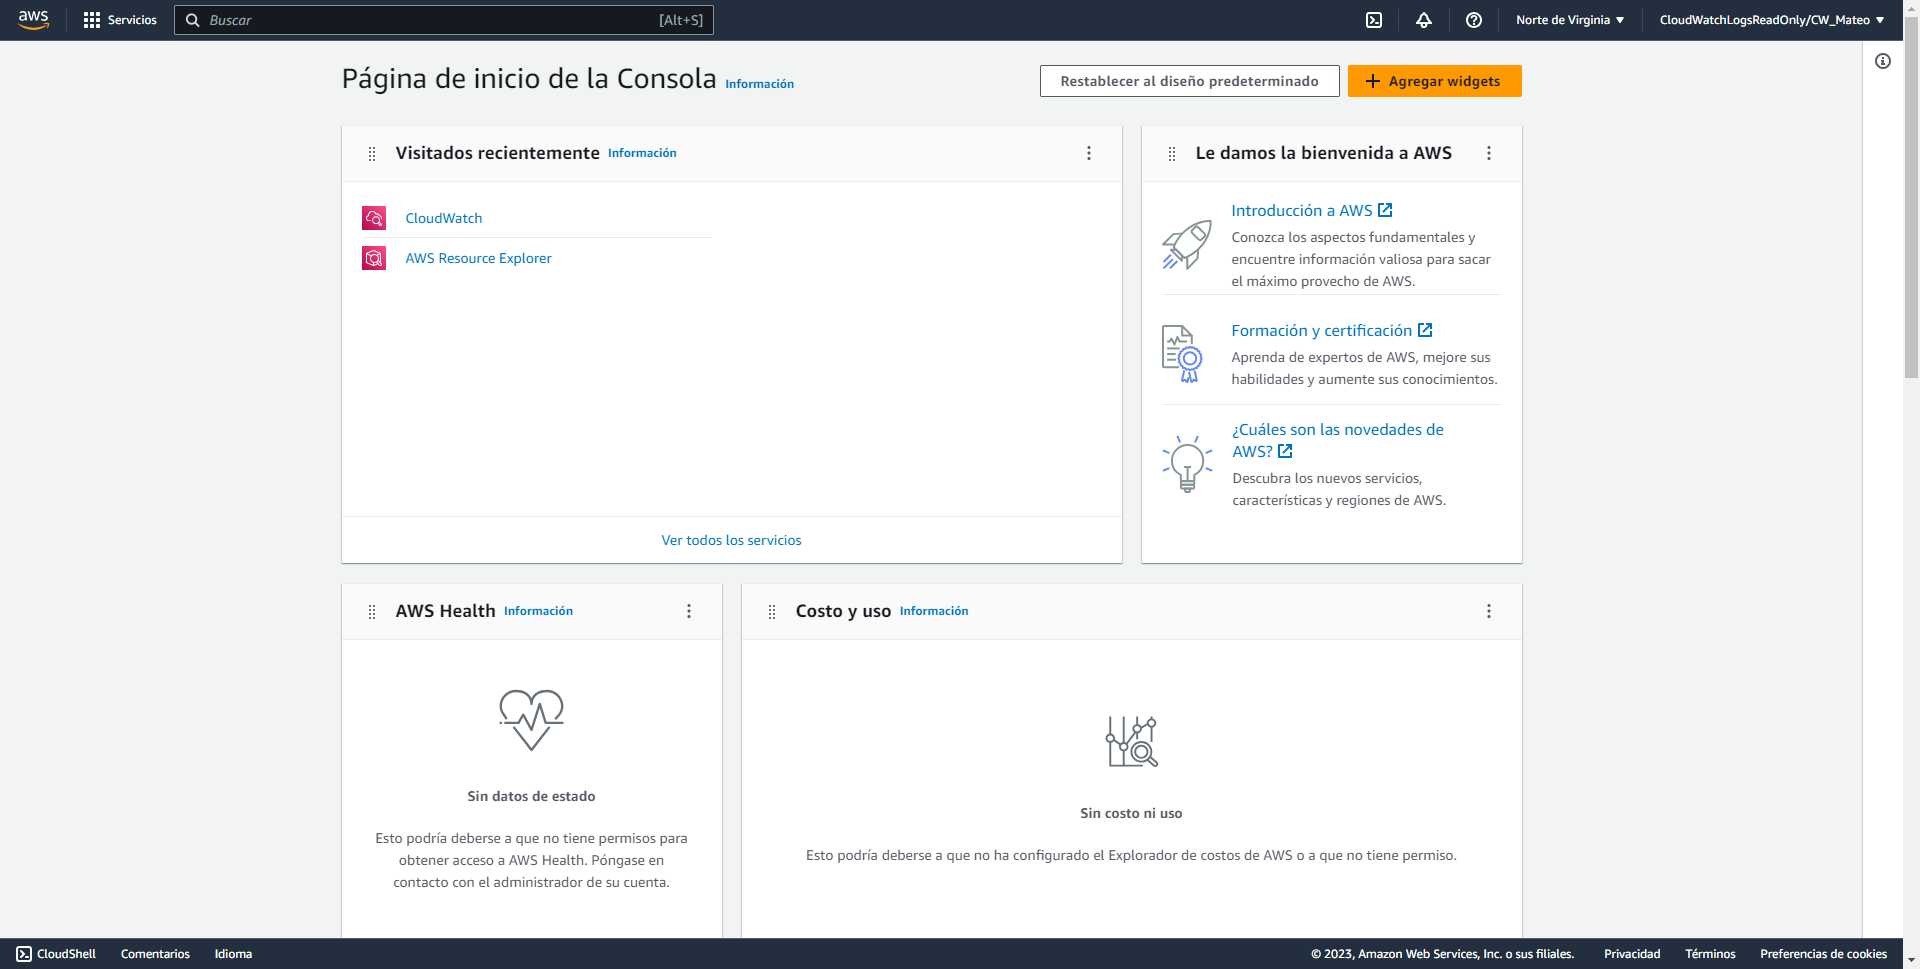 aws
Servicios
Buscar
[Alt+S]
Norte de Virginia
CloudWatchLogsReadOnly/CW_Mateo
Página de inicio de la Consola
Información
Restablecer al diseño predeterminado
Agregar widgets
Visitados recientemente
Información
CloudWatch
AWS Resource Explorer
Ver todos los servicios
Le damos la bienvenida a AWS
Introducción a AWS
Conozca los aspectos fundamentales y
encuentre información valiosa para sacar
el máximo provecho de AWS.
Formación y certificación
Aprenda de expertos de AWS, mejore sus
habilidades y aumente sus conocimientos.
¿Cuáles son las novedades de
AWS?
Descubra los nuevos servicios,
características y regiones de AWS.
AWS Health
Información
Sin datos de estado
Esto podría deberse a que no tiene permisos para
obtener acceso a AWS Health. Póngase en
contacto con el administrador de su cuenta.
Costo y uso
Información
Sin costo ni uso
Esto podría deberse a que no ha configurado el Explorador de costos de AWS o a que no tiene permiso.
CloudShell
Comentarios
Idioma
© 2023, Amazon Web Services, Inc. o sus filiales.
Privacidad
Términos
Preferencias de cookies